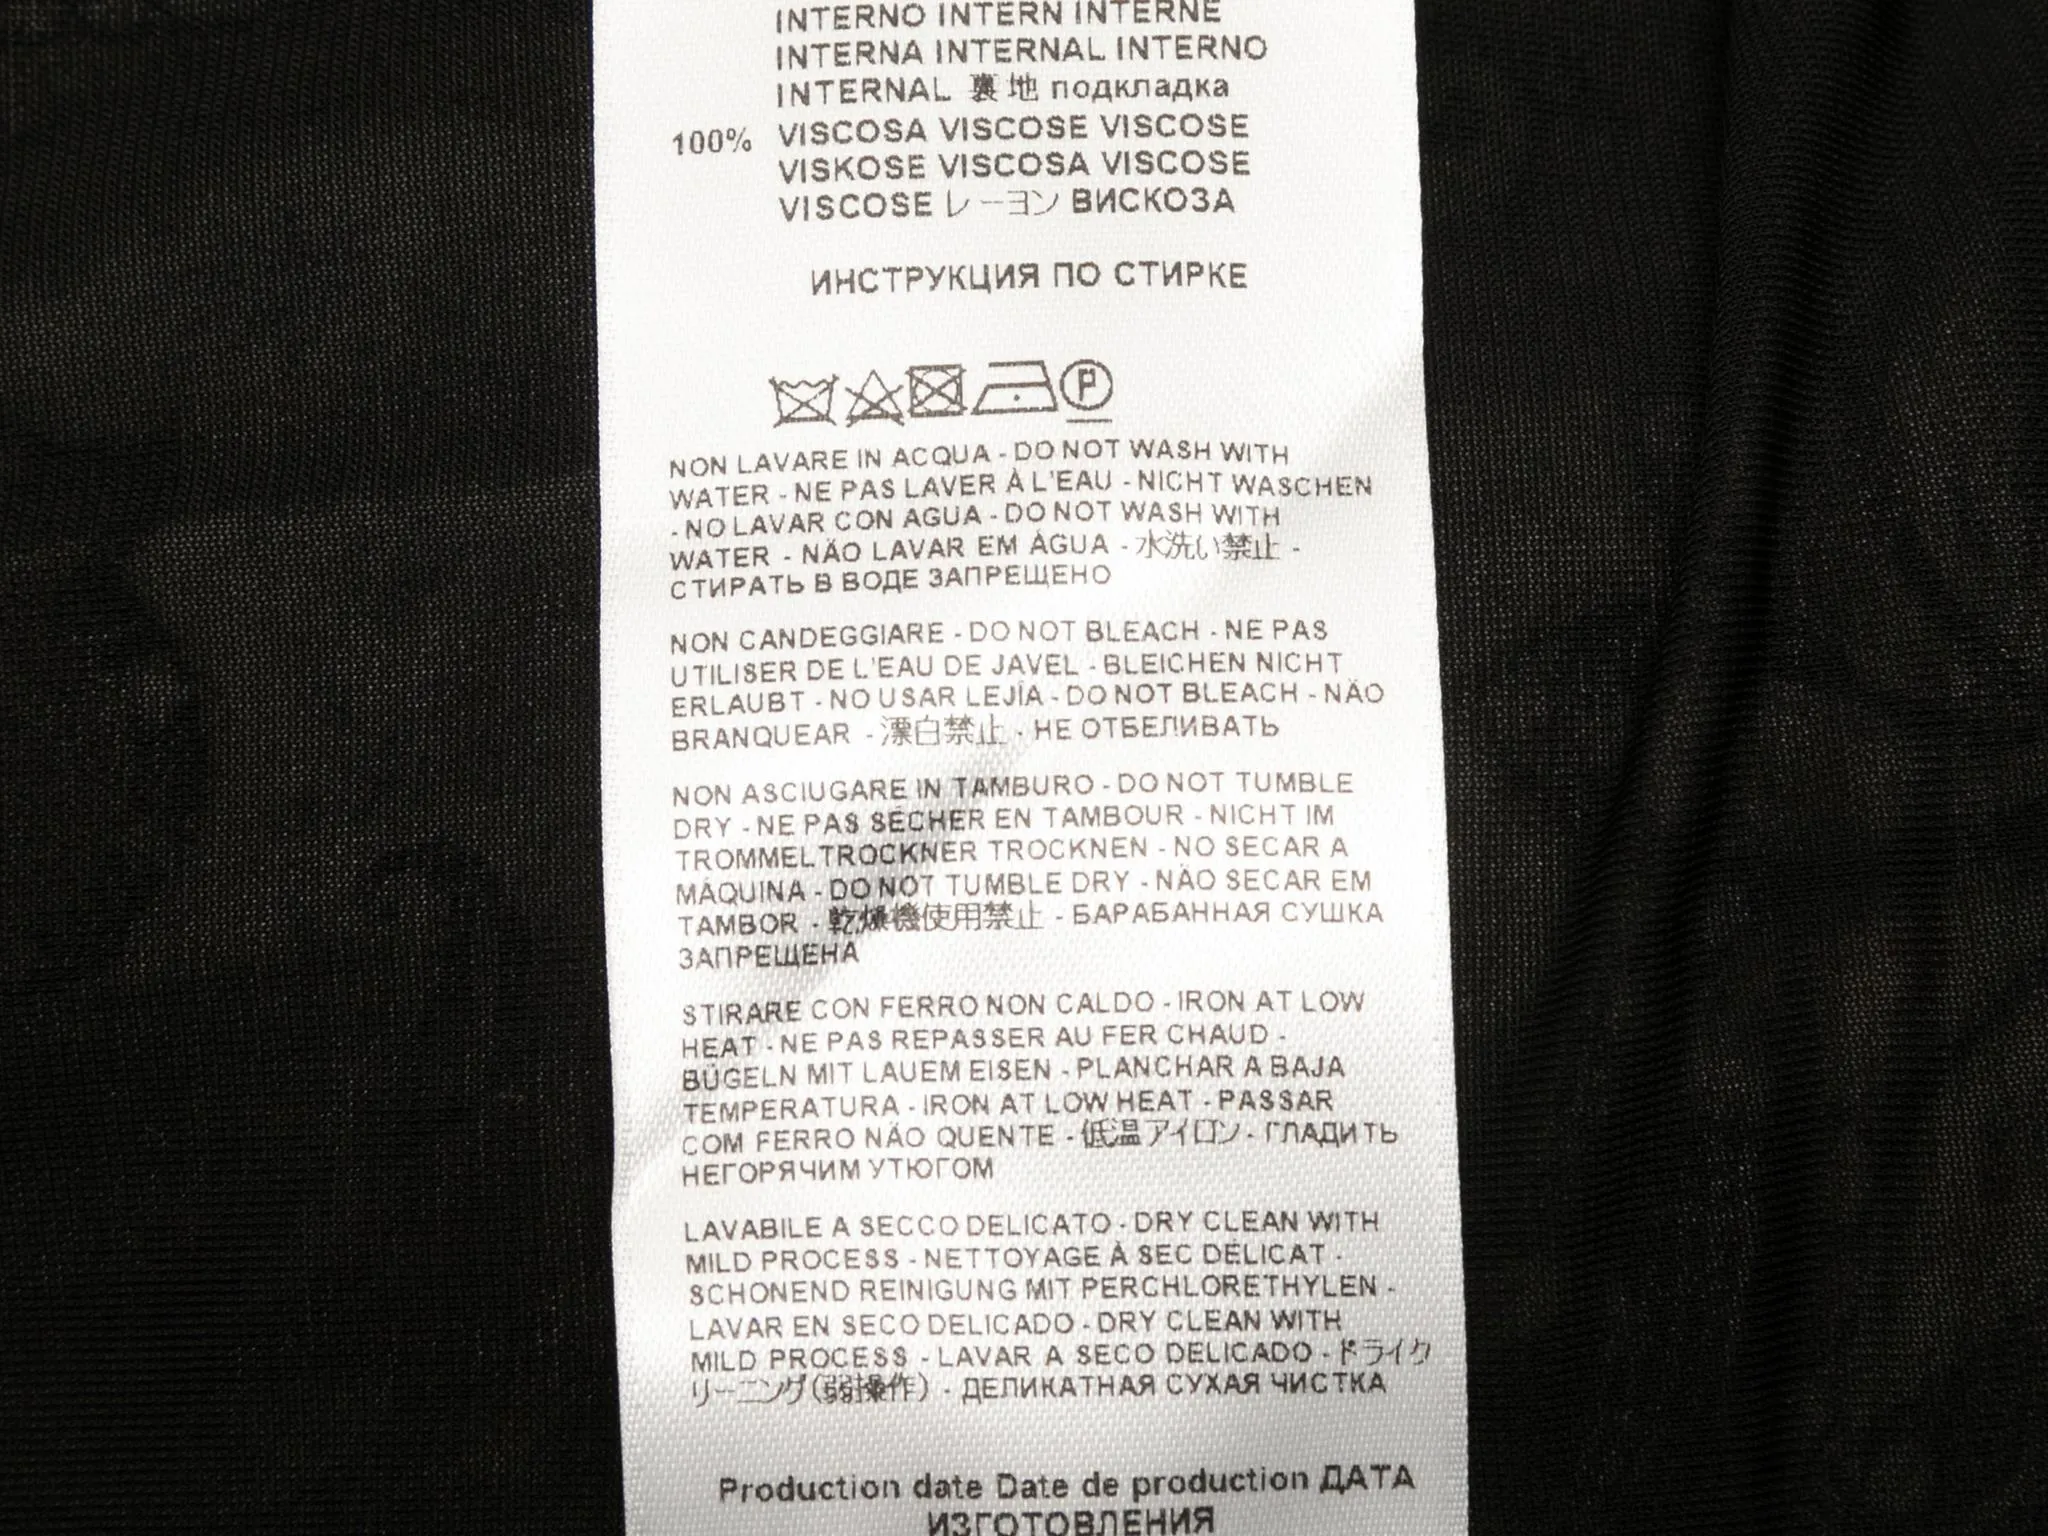 INTERNO INTERN INTERNE
INTERNA INTERNAL INTERNO
INTERNAL 裏地 подкладка
100% VISCOSA VISCOSE VISCOSE
VISKOSE VISCOSA VISCOSE
VISCOSE レーヨン ВИСКОЗА
ИНСТРУКЦИЯ ПО СТИРКЕ
P
NON LAVARE IN ACQUA - DO NOT WASH WITH
WATER - NE PAS LAVER À L'EAU - NICHT WASCHEN
- NO LAVAR CON AGUA - DO NOT WASH WITH
WATER - NÃO LAVAR EM ÁGUA - 水洗い禁止 -
СТИРАТЬ В ВОДЕ ЗАПРЕЩЕНО
NON CANDEGGIARE - DO NOT BLEACH - NE PAS
UTILISER DE L'EAU DE JAVEL - BLEICHEN NICHT
ERLAUBT - NO USAR LEJÍA - DO NOT BLEACH - NÃO
BRANQUEAR - 漂白禁止 - НЕ ОТБЕЛИВАТЬ
NON ASCIUGARE IN TAMBURO - DO NOT TUMBLE
DRY - NE PAS SÉCHER EN TAMBOUR - NICHT IM
TROMMELTROCKNER TROCKNEN - NO SECAR A
MÁQUINA - DO NOT TUMBLE DRY - NÃO SECAR EM
TAMBOR - 乾燥機使用禁止 - БАРАБАННАЯ СУШКА
ЗАПРЕЩЕНА
STIRARE CON FERRO NON CALDO - IRON AT LOW
HEAT - NE PAS REPASSER AU FER CHAUD -
BÜGELN MIT LAUEM EISEN - PLANCHAR A BAJA
TEMPERATURA - IRON AT LOW HEAT - PASSAR
COM FERRO NÃO QUENTE - 低温アイロン - ГЛАДИТЬ
НЕГОРЯЧИМ УТЮГОМ
LAVABILE A SECCO DELICATO - DRY CLEAN WITH
MILD PROCESS - NETTOYAGE À SEC DÉLICAT -
SCHONEND REINIGUNG MIT PERCHLORETHYLEN -
LAVAR EN SECO DELICADO - DRY CLEAN WITH
MILD PROCESS - LAVAR A SECO DELICADO - ドライク
リーニング(弱操作) - ДЕЛИКАТНАЯ СУХАЯ ЧИСТКА
Production date Date de production ДАТА
ИЗГОТОВЛЕНИЯ